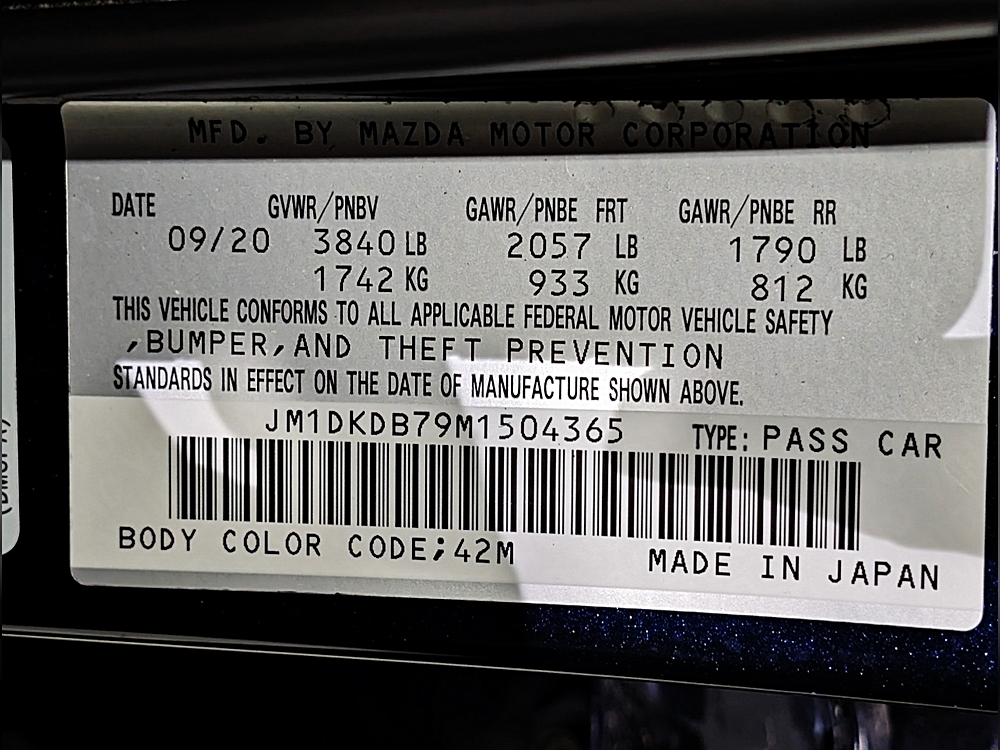 MFD. BY MAZDA MOTOR CORPORATION
DATE GVWR/PNBV GAWR/PNBE FRT GAWR/PNBE RR
09/20 3840 LB 2057 LB 1790 LB
1742 KG 933 KG 812 KG
THIS VEHICLE CONFORMS TO ALL APPLICABLE FEDERAL MOTOR VEHICLE SAFETY
,BUMPER,AND THEFT PREVENTION
STANDARDS IN EFFECT ON THE DATE OF MANUFACTURE SHOWN ABOVE.
JM1DKDB79M1504365 TYPE: PASS CAR
BODY COLOR CODE;42M MADE IN JAPAN